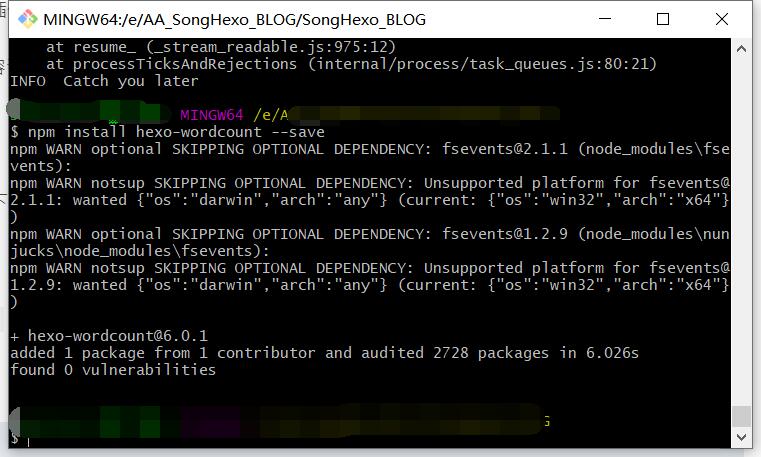 MINGW64:/e/AA_SongHexo_BLOG/SongHexo_BLOG
at resume_ (_stream_readable.js:975:12)
at processTicksAndRejections (internal/process/task_queues.js:80:21)
INFO  Catch you later
MINGW64 /e/A
$ npm install hexo-wordcount --save
npm WARN optional SKIPPING OPTIONAL DEPENDENCY: fsevents@2.1.1 (node_modules\fse
vents):
npm WARN notsup SKIPPING OPTIONAL DEPENDENCY: Unsupported platform for fsevents@
2.1.1: wanted {"os":"darwin","arch":"any"} (current: {"os":"win32","arch":"x64"}
)
npm WARN optional SKIPPING OPTIONAL DEPENDENCY: fsevents@1.2.9 (node_modules\nun
jucks\node_modules\fsevents):
npm WARN notsup SKIPPING OPTIONAL DEPENDENCY: Unsupported platform for fsevents@
1.2.9: wanted {"os":"darwin","arch":"any"} (current: {"os":"win32","arch":"x64"}
)
+ hexo-wordcount@6.0.1
added 1 package from 1 contributor and audited 2728 packages in 6.026s
found 0 vulnerabilities
$